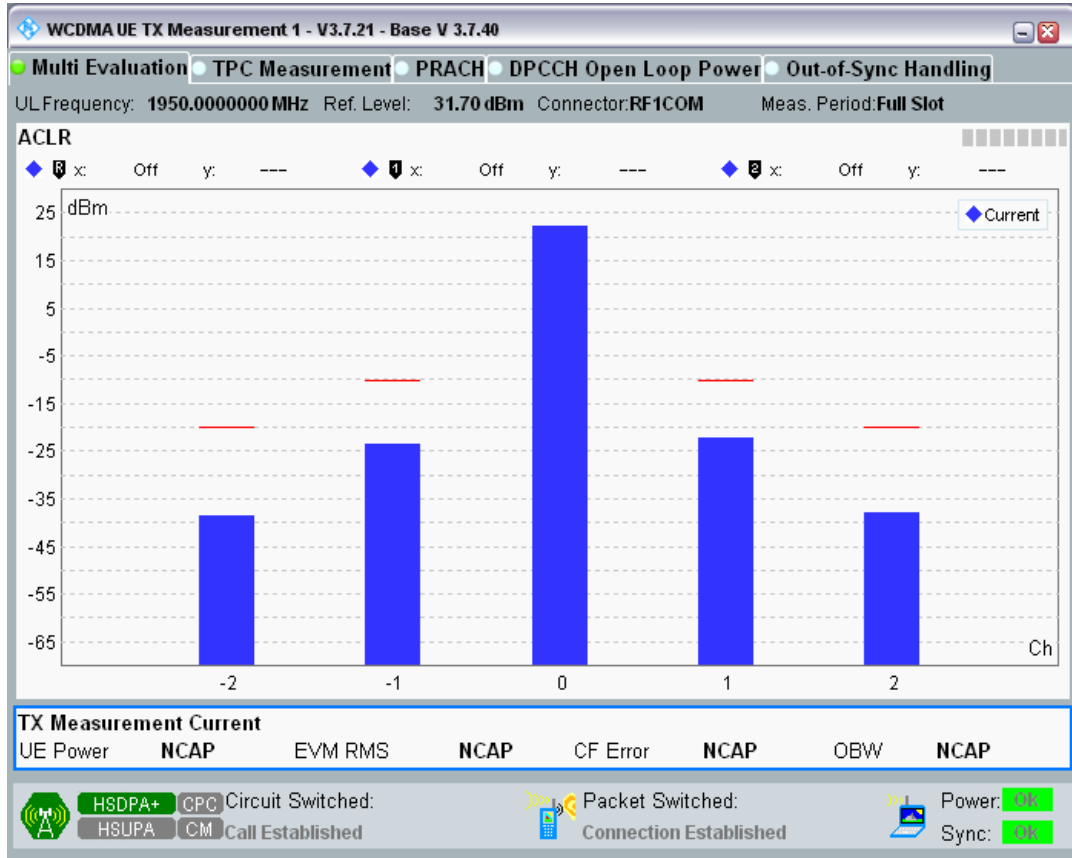 WCDMA UE TX Measurement 1 - V3.7.21 - Base V 3.7.40
Multi Evaluation TPC Measurement PRACH DPCCH Open Loop Power Out-of-Sync Handling
UL Frequency: 1950.0000000 MHz Ref. Level: 31.70 dBm Connector:RF1COM Meas. Period:Full Slot
ACLR
R x: Off y: --- 1 x: Off y: --- 2 x: Off y: ---
dBm
Current
25
15
5
-5
-15
-25
-35
-45
-55
-65
Ch
-2 -1 0 1 2
TX Measurement Current
UE Power NCAP EVM RMS NCAP CF Error NCAP OBW NCAP
HSDPA+ CPC Circuit Switched: Packet Switched: Power: Ok
HSUPA CM Call Established Connection Established Sync: Ok